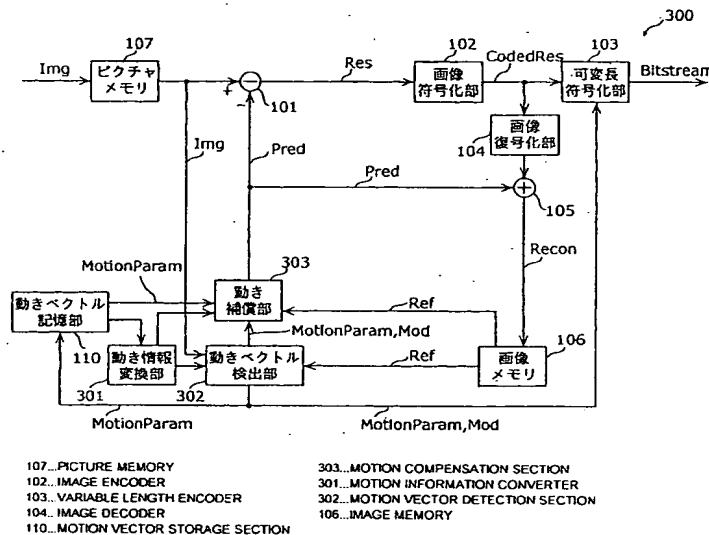 300
107
102
103
Img
ピクチャ
メモリ
Res
画像
符号化部
CodedRes
可変長
符号化部
Bitstream
+
-
101
画像
復号化部
104
Img
Pred
Pred
+
105
Recon
MotionParam
303
動きベクトル
記憶部
動き
補償部
Ref
MotionParam,Mod
110
動き情報
変換部
動きベクトル
検出部
Ref
画像
メモリ
106
301
302
MotionParam
MotionParam,Mod
107...PICTURE MEMORY
102...IMAGE ENCODER
103...VARIABLE LENGTH ENCODER
104...IMAGE DECODER
110...MOTION VECTOR STORAGE SECTION
303...MOTION COMPENSATION SECTION
301...MOTION INFORMATION CONVERTER
302...MOTION VECTOR DETECTION SECTION
106...IMAGE MEMORY